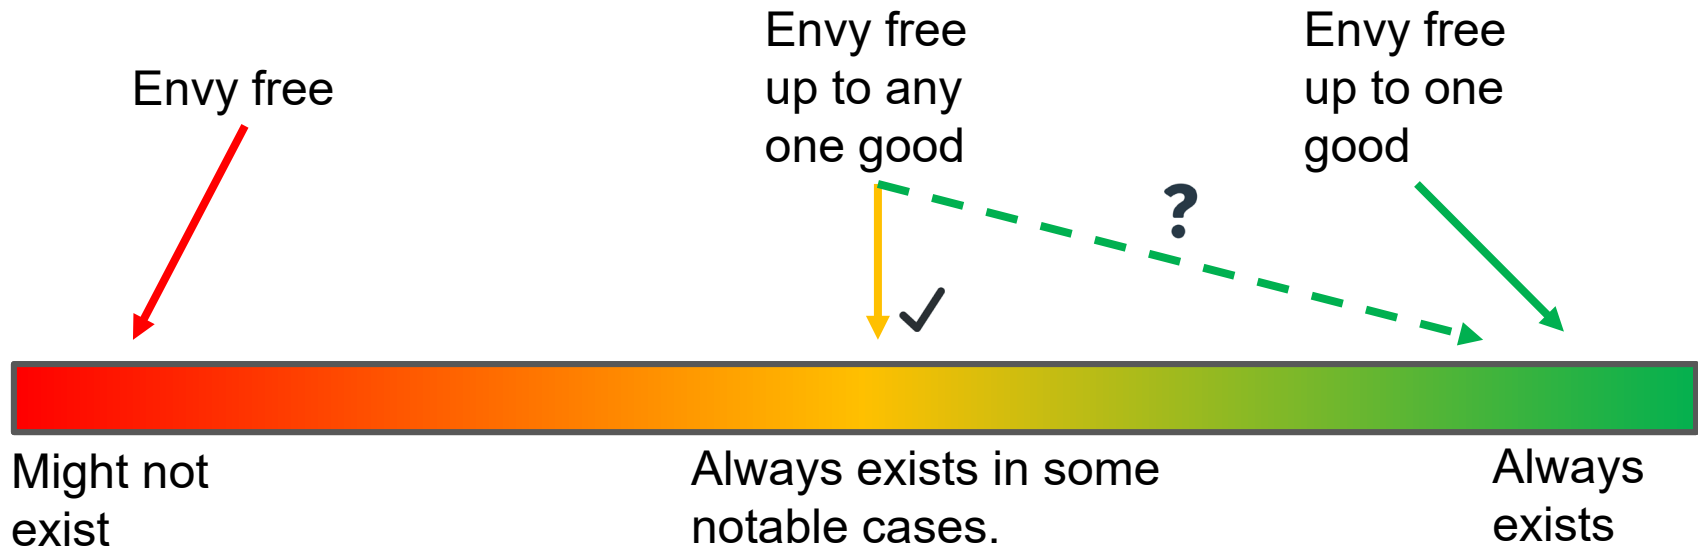 Envy free
Envy free
up to any
one good
Envy free
up to one
good
?
Might not
exist
Always exists in some
notable cases.
Always
exists